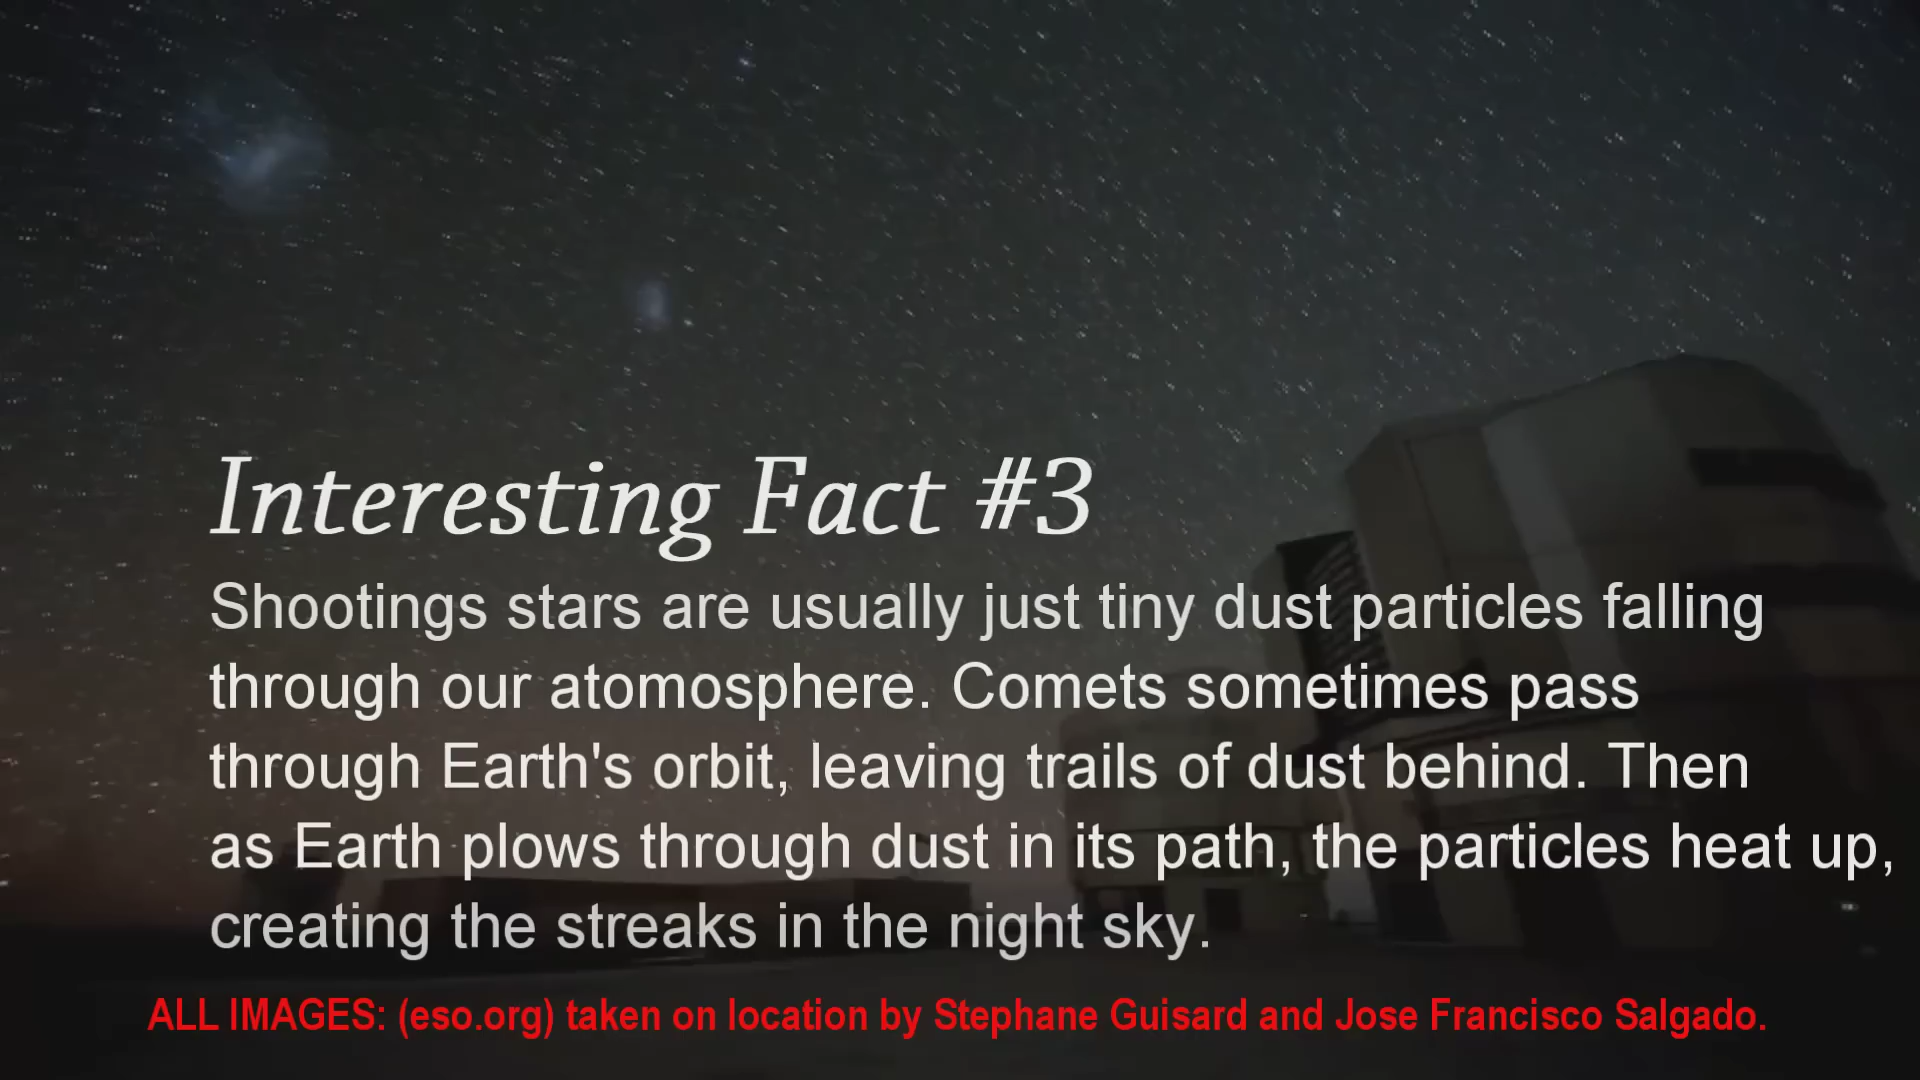 Interesting Fact #3
Shootings stars are usually just tiny dust particles falling
through our atomosphere. Comets sometimes pass
through Earth's orbit, leaving trails of dust behind. Then
as Earth plows through dust in its path, the particles heat up,
creating the streaks in the night sky.
ALL IMAGES: (eso.org) taken on location by Stephane Guisard and Jose Francisco Salgado.